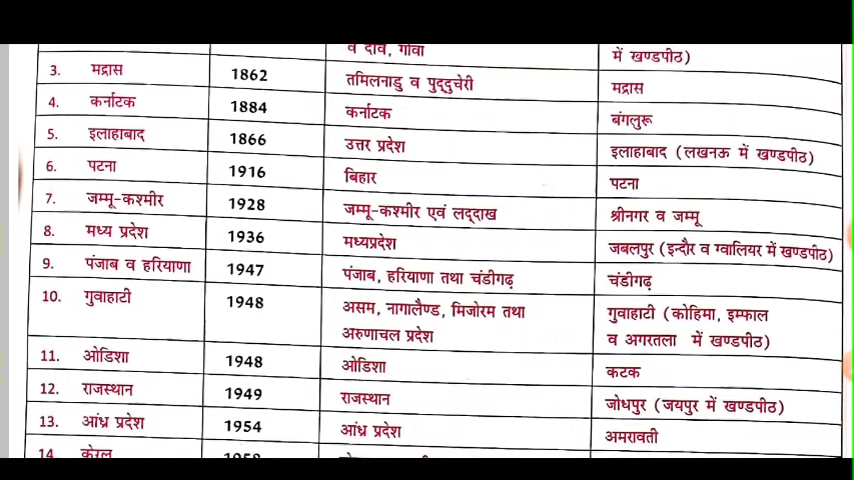 व दीव, गोवा
में खण्डपीठ)
3. मद्रास 1862 तमिलनाडु व पुद्दुचेरी मद्रास
4. कर्नाटक 1884 कर्नाटक बंगलुरू
5. इलाहाबाद 1866 उत्तर प्रदेश इलाहाबाद (लखनऊ में खण्डपीठ)
6. पटना 1916 बिहार पटना
7. जम्मू-कश्मीर 1928 जम्मू-कश्मीर एवं लद्दाख श्रीनगर व जम्मू
8. मध्य प्रदेश 1936 मध्यप्रदेश जबलपुर (इन्दौर व ग्वालियर में खण्डपीठ)
9. पंजाब व हरियाणा 1947 पंजाब, हरियाणा तथा चंडीगढ़ चंडीगढ़
10. गुवाहाटी 1948 असम, नागालैण्ड, मिजोरम तथा गुवाहाटी (कोहिमा, इम्फाल
अरुणाचल प्रदेश व अगरतला में खण्डपीठ)
11. ओडिशा 1948 ओडिशा कटक
12. राजस्थान 1949 राजस्थान जोधपुर (जयपुर में खण्डपीठ)
13. आंध्र प्रदेश 1954 आंध्र प्रदेश अमरावती
14. केरल 1958